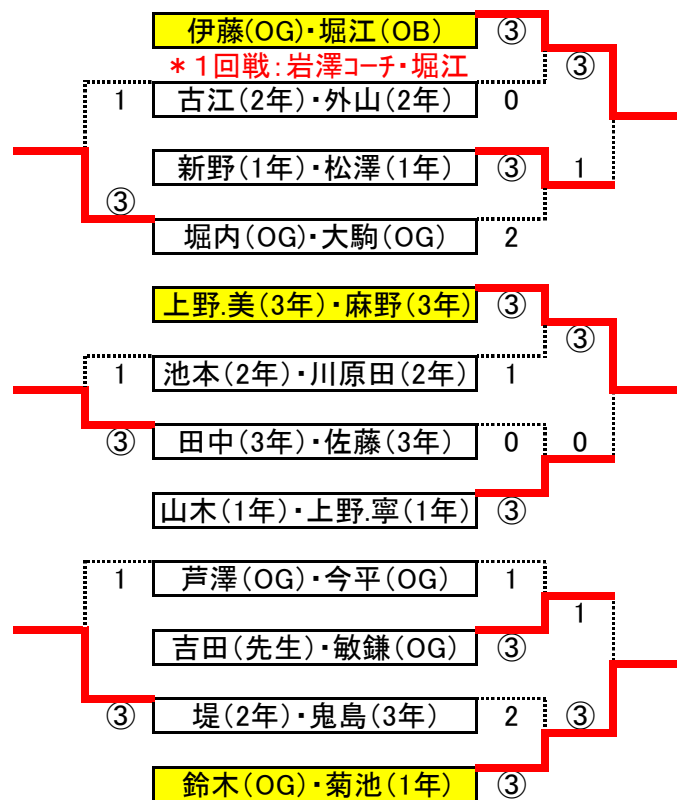 伊藤(OG)・堀江(OB) ③
*1回戦:岩澤コーチ・堀江 ③
1 古江(2年)・外山(2年) 0
新野(1年)・松澤(1年) ③ 1
③
堀内(OG)・大駒(OG) 2
上野.美(3年)・麻野(3年) ③
③
1 池本(2年)・川原田(2年) 1
③ 田中(3年)・佐藤(3年) 0 0
山木(1年)・上野.寧(1年) ③
1 芦澤(OG)・今平(OG) 1
1
吉田(先生)・敏鎌(OG) ③
③ 堤(2年)・鬼島(3年) 2 ③
鈴木(OG)・菊池(1年) ③